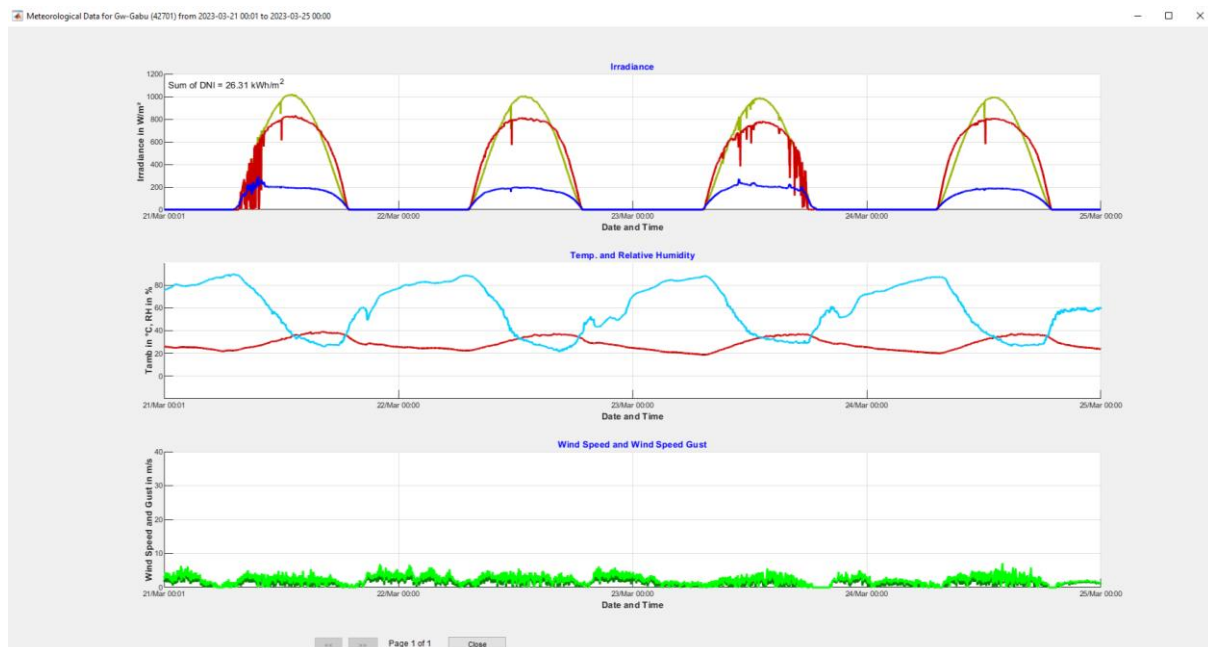 Meteorological Data for Gw-Gabu (42701) from 2023-03-21 00:01 to 2023-03-25 00:00
Irradiance
Sum of DNI = 26.31 kWh/m²
Irradiance in W/m²
1200
1000
800
600
400
200
0
21/Mar 00:01 22/Mar 00:00 23/Mar 00:00 24/Mar 00:00 25/Mar 00:00
Date and Time
Temp. and Relative Humidity
Tamb in °C, RH in %
80
60
40
20
0
21/Mar 00:01 22/Mar 00:00 23/Mar 00:00 24/Mar 00:00 25/Mar 00:00
Date and Time
Wind Speed and Wind Speed Gust
Wind Speed and Gust in m/s
40
30
20
10
0
21/Mar 00:01 22/Mar 00:00 23/Mar 00:00 24/Mar 00:00 25/Mar 00:00
Date and Time
<< >> Page 1 of 1 Close